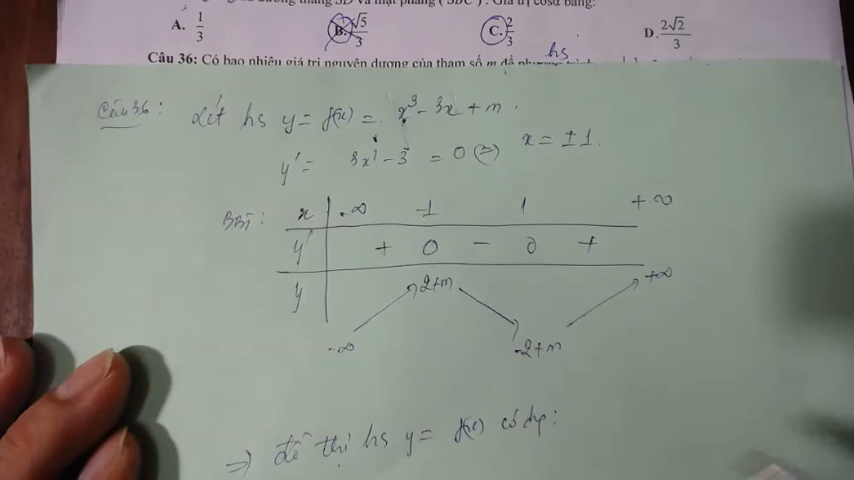 A. 1/3 B. √5/3 C. 2/3 D. 2√2/3
Câu 36: Có bao nhiêu giá trị nguyên dương của tham số m để
hs
Câu 36: Xét hs y = f(x) = x³ - 3x + m.
y' = 3x² - 3 = 0 ⇔ x = ±1.
BBT: x -∞ -1 1 +∞
y' + 0 - 0 +
y -∞ 2+m -2+m +∞
⇒ đồ thị hs y = f(x) có dạng: